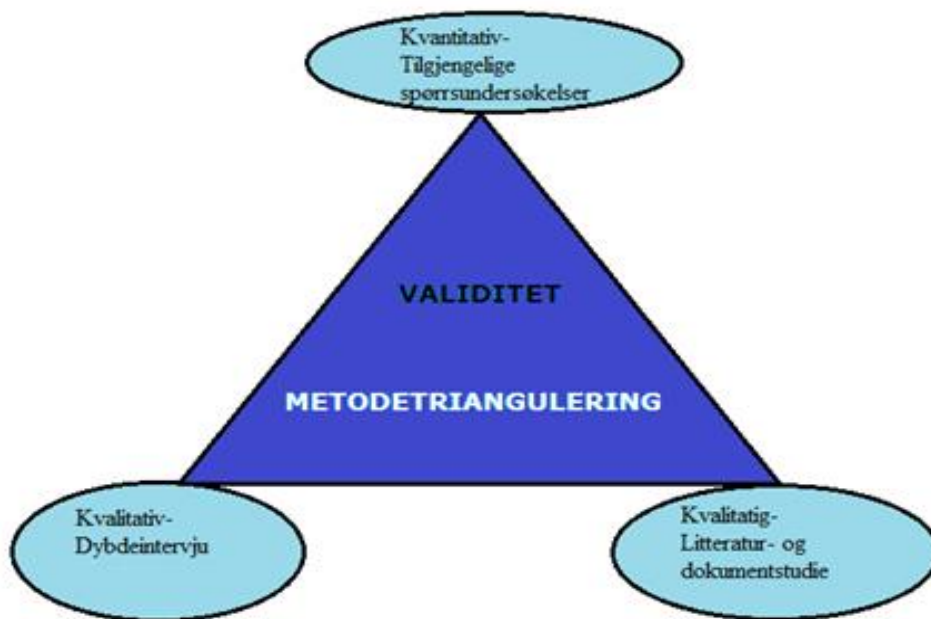 Kvantitativ-
Tilgjengelige
spørrsundersøkelser
VALIDITET
METODETRIANGULERING
Kvalitativ-
Dybdeintervju
Kvalitatig-
Litteratur- og
dokumentstudie